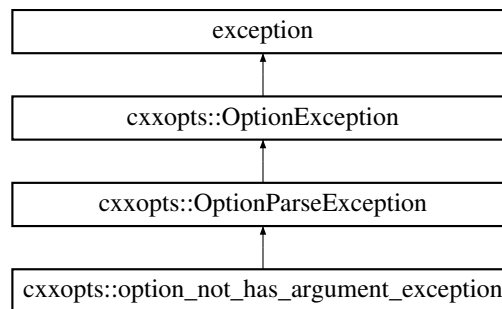 exception
cxxopts::OptionException
cxxopts::OptionParseException
cxxopts::option_not_has_argument_exception